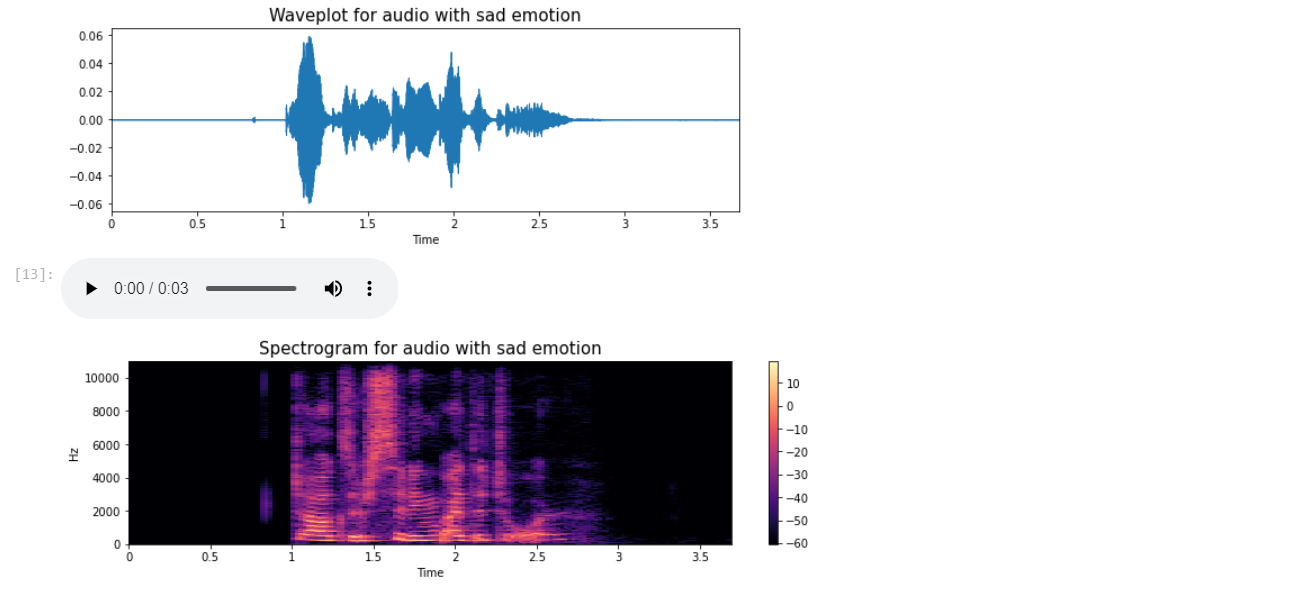 Waveplot for audio with sad emotion
0.06
0.04
0.02
0.00
−0.02
−0.04
−0.06
0 0.5 1 1.5 2 2.5 3 3.5
Time
[13]:
0:00 / 0:03
Spectrogram for audio with sad emotion
10000
8000
6000
4000
2000
0
Hz
0 0.5 1 1.5 2 2.5 3 3.5
Time
10
0
−10
−20
−30
−40
−50
−60